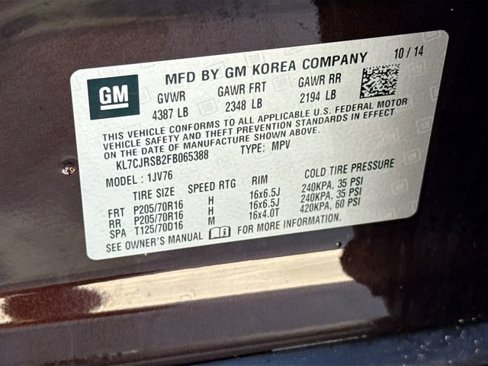 GM
MFD BY GM KOREA COMPANY 10/14
GVWR GAWR FRT GAWR RR
4387 LB 2348 LB 2194 LB
THIS VEHICLE CONFORMS TO ALL APPLICABLE U.S. FEDERAL MOTOR
VEHICLE SAFETY AND THEFT PREVENTION STANDARDS IN EFFECT
ON THE DATE OF MANUFACTURE SHOWN ABOVE.
KL7CJRSB2FB065388 TYPE: MPV
MODEL : 1JV76
TIRE SIZE SPEED RTG RIM COLD TIRE PRESSURE
FRT P205/70R16 H 16x6.5J 240KPA, 35 PSI
RR P205/70R16 H 16x6.5J 240KPA, 35 PSI
SPA T125/70D16 M 16x4.0T 420KPA, 60 PSI
SEE OWNER'S MANUAL FOR MORE INFORMATION.